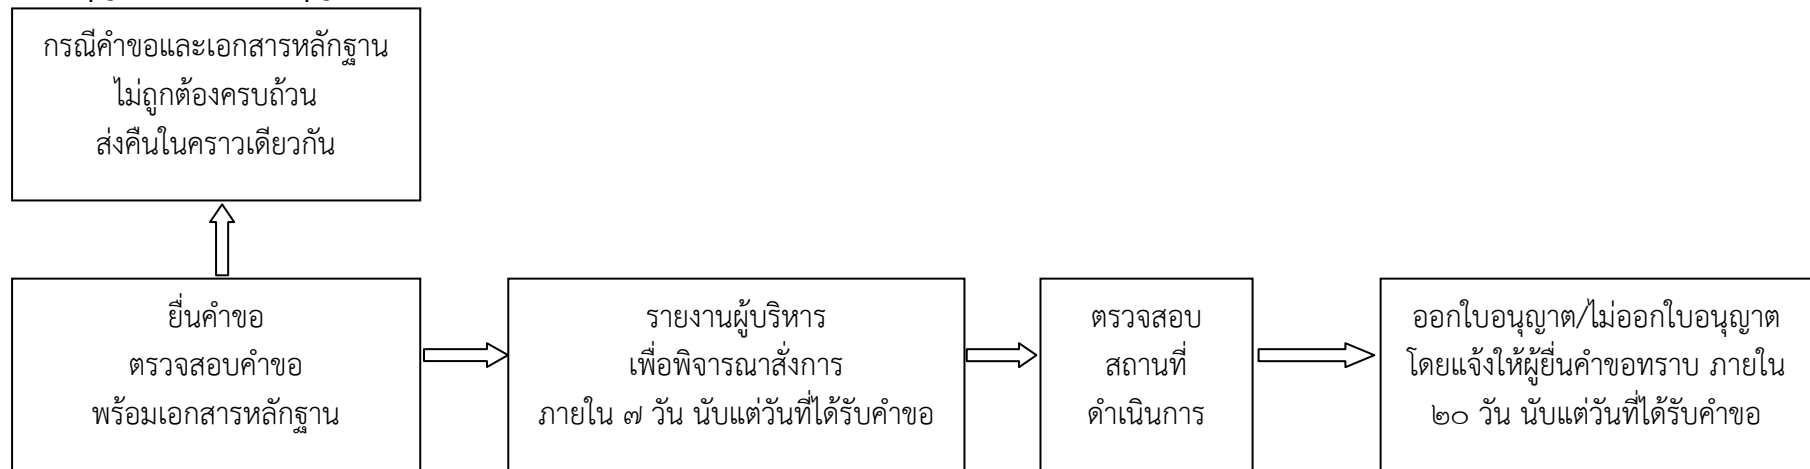 กรณีคำขอและเอกสารหลักฐาน
ไม่ถูกต้องครบถ้วน
ส่งคืนในคราวเดียวกัน
ยื่นคำขอ
ตรวจสอบคำขอ
พร้อมเอกสารหลักฐาน
รายงานผู้บริหาร
เพื่อพิจารณาสั่งการ
ภายใน ๗ วัน นับแต่วันที่ได้รับคำขอ
ตรวจสอบ
สถานที่
ดำเนินการ
ออกใบอนุญาต/ไม่ออกใบอนุญาต
โดยแจ้งให้ผู้ยื่นคำขอทราบ ภายใน
๒๐ วัน นับแต่วันที่ได้รับคำขอ